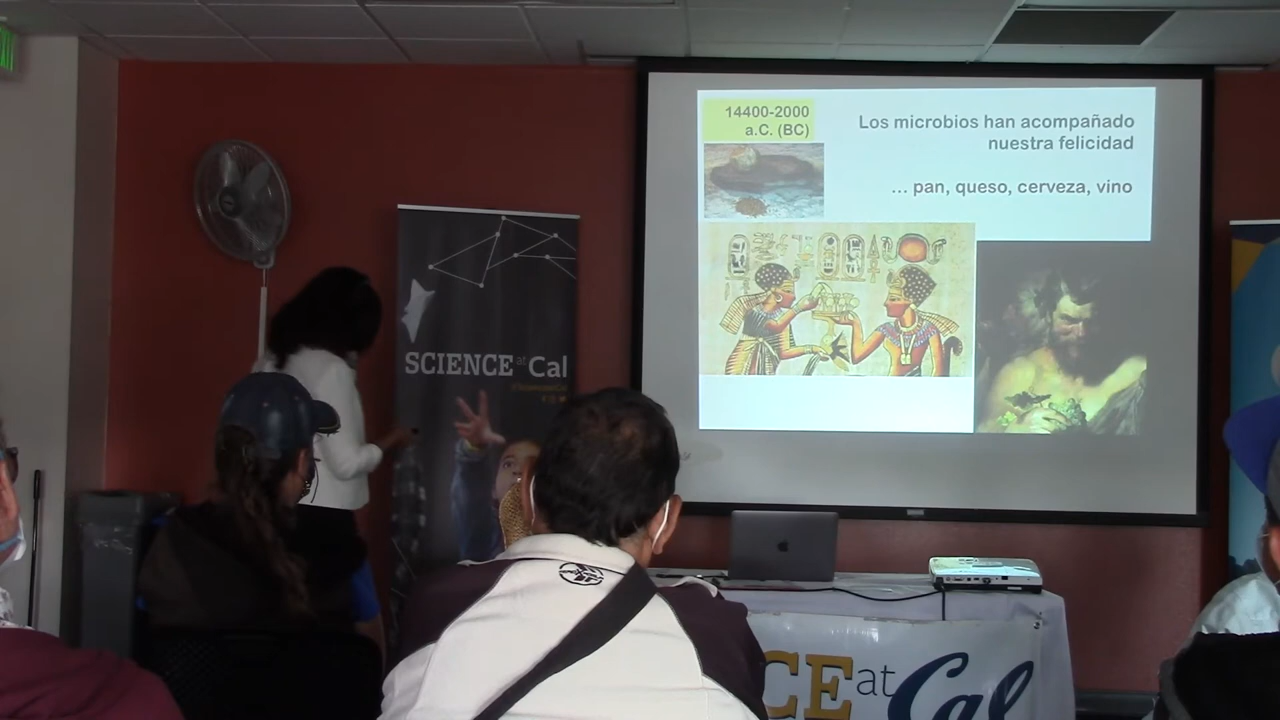 14400-2000
a.C. (BC)
Los microbios han acompañado
nuestra felicidad
... pan, queso, cerveza, vino
SCIENCE at Cal
CE at Cal